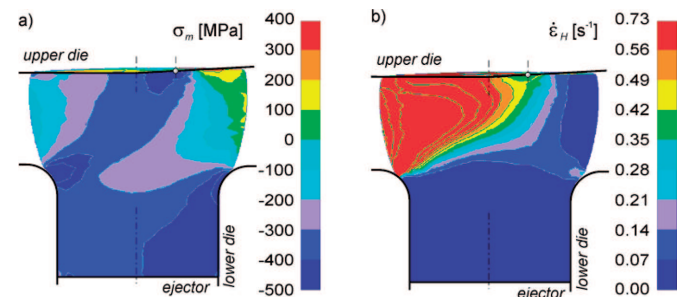 a) σm [MPa]
upper die
400
300
200
100
0
-100
-200
-300
-400
-500
ejector
lower die
b) ε̇H [s-1]
upper die
0.73
0.56
0.49
0.42
0.35
0.28
0.21
0.14
0.07
0.00
ejector
lower die